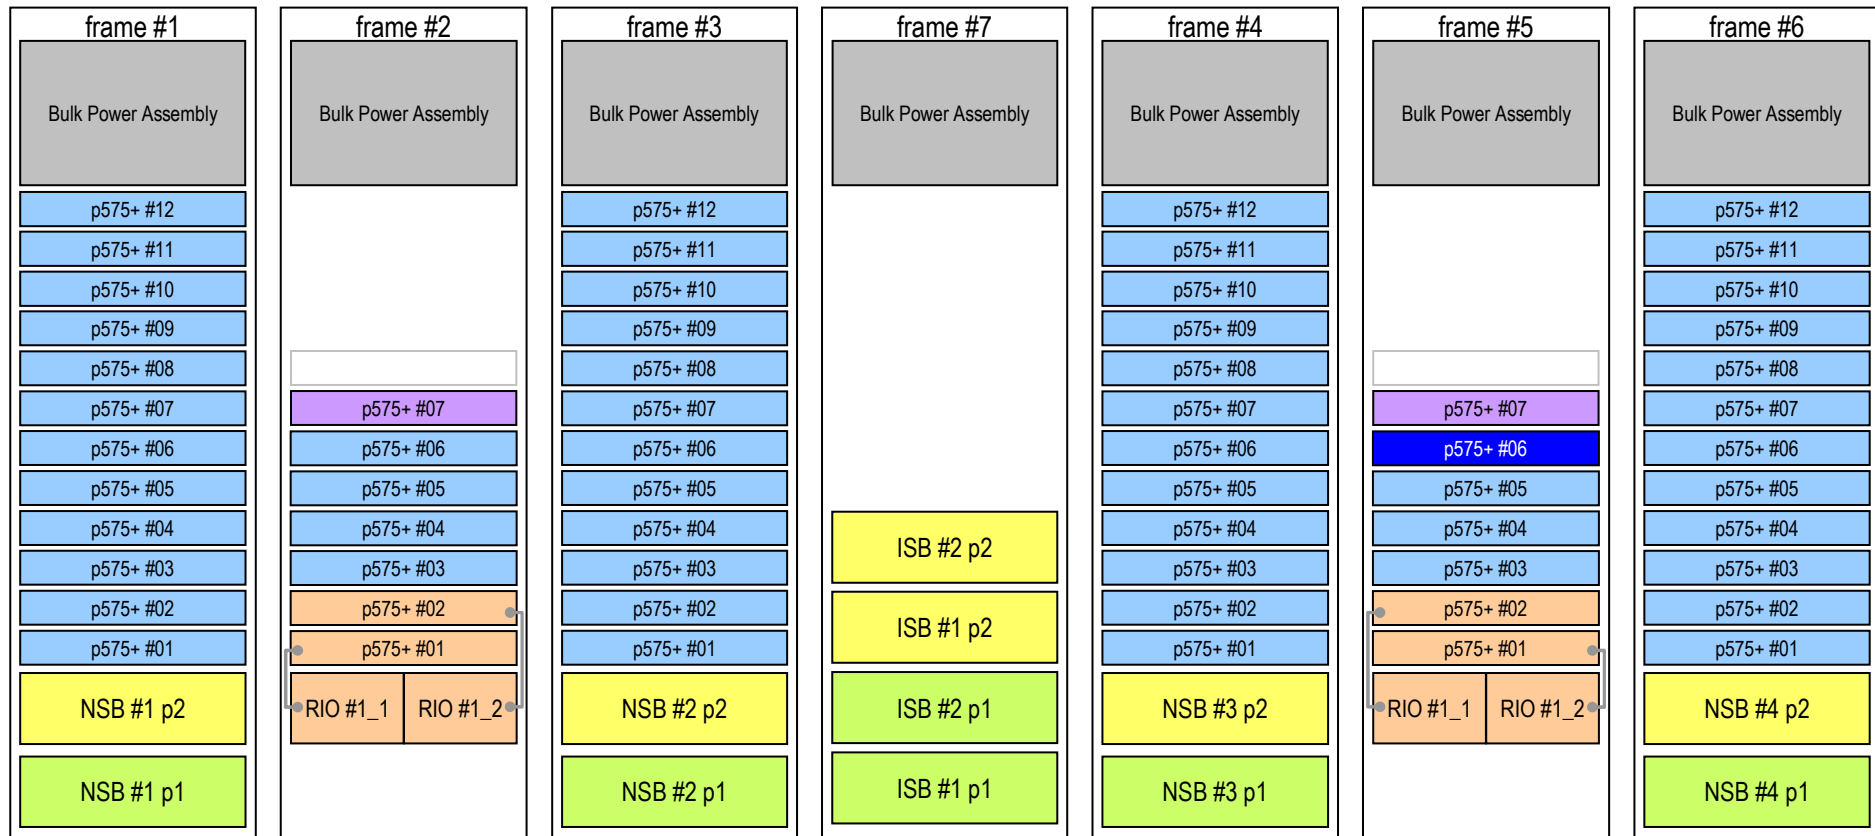 frame #1
Bulk Power Assembly
p575+ #12
p575+ #11
p575+ #10
p575+ #09
p575+ #08
p575+ #07
p575+ #06
p575+ #05
p575+ #04
p575+ #03
p575+ #02
p575+ #01
NSB #1 p2
NSB #1 p1
frame #2
Bulk Power Assembly
p575+ #07
p575+ #06
p575+ #05
p575+ #04
p575+ #03
p575+ #02
p575+ #01
RIO #1_1 RIO #1_2
frame #3
Bulk Power Assembly
p575+ #12
p575+ #11
p575+ #10
p575+ #09
p575+ #08
p575+ #07
p575+ #06
p575+ #05
p575+ #04
p575+ #03
p575+ #02
p575+ #01
NSB #2 p2
NSB #2 p1
frame #7
Bulk Power Assembly
ISB #2 p2
ISB #1 p2
ISB #2 p1
ISB #1 p1
frame #4
Bulk Power Assembly
p575+ #12
p575+ #11
p575+ #10
p575+ #09
p575+ #08
p575+ #07
p575+ #06
p575+ #05
p575+ #04
p575+ #03
p575+ #02
p575+ #01
NSB #3 p2
NSB #3 p1
frame #5
Bulk Power Assembly
p575+ #07
p575+ #06
p575+ #05
p575+ #04
p575+ #03
p575+ #02
p575+ #01
RIO #1_1 RIO #1_2
frame #6
Bulk Power Assembly
p575+ #12
p575+ #11
p575+ #10
p575+ #09
p575+ #08
p575+ #07
p575+ #06
p575+ #05
p575+ #04
p575+ #03
p575+ #02
p575+ #01
NSB #4 p2
NSB #4 p1